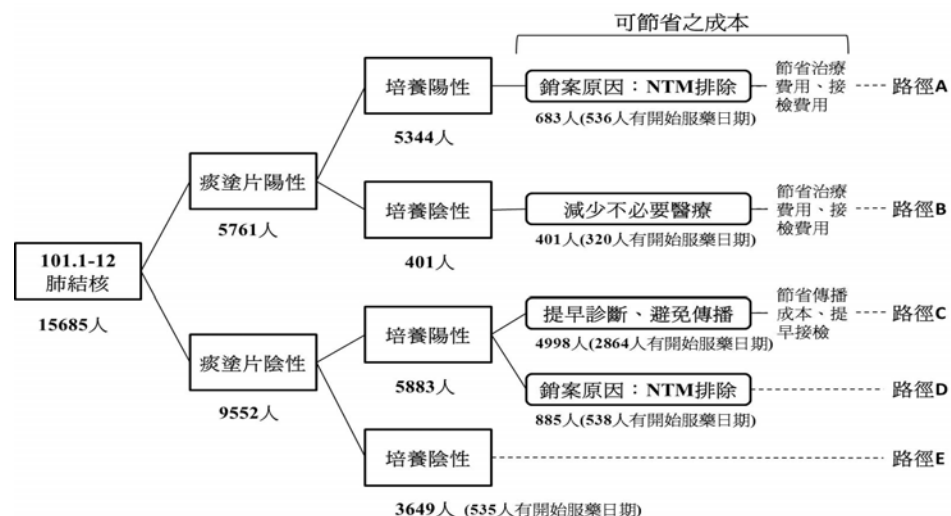 可節省之成本
培養陽性
5344人
銷案原因：NTM排除
683人(536人有開始服藥日期)
節省治療
費用、接
檢費用
路徑A
痰塗片陽性
5761人
培養陰性
401人
減少不必要醫療
401人(320人有開始服藥日期)
節省治療
費用、接
檢費用
路徑B
101.1-12
肺結核
15685人
痰塗片陰性
9552人
培養陽性
5883人
提早診斷、避免傳播
4998人(2864人有開始服藥日期)
節省傳播
成本、提
早接檢
路徑C
銷案原因：NTM排除
885人(538人有開始服藥日期)
路徑D
培養陰性
3649人 (535人有開始服藥日期)
路徑E